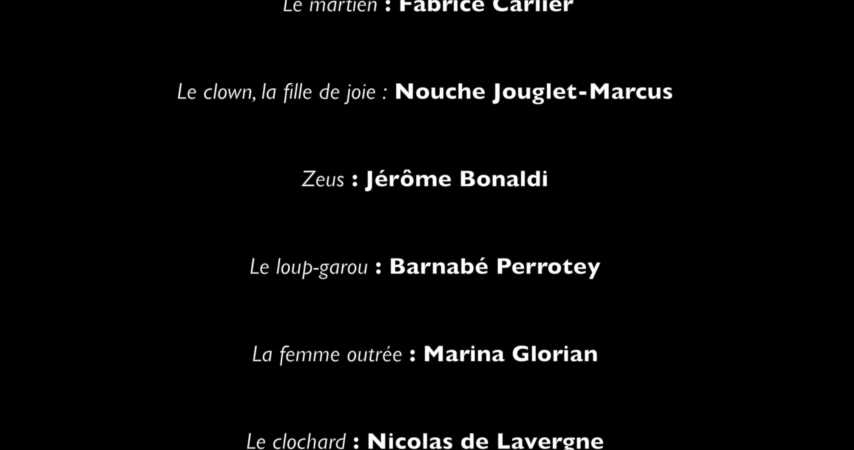 Le martien : Fabrice Carlier
Le clown, la fille de joie : Nouche Jouglet-Marcus
Zeus : Jérôme Bonaldi
Le loup-garou : Barnabé Perrotey
La femme outrée : Marina Glorian
Le clochard : Nicolas de Lavergne